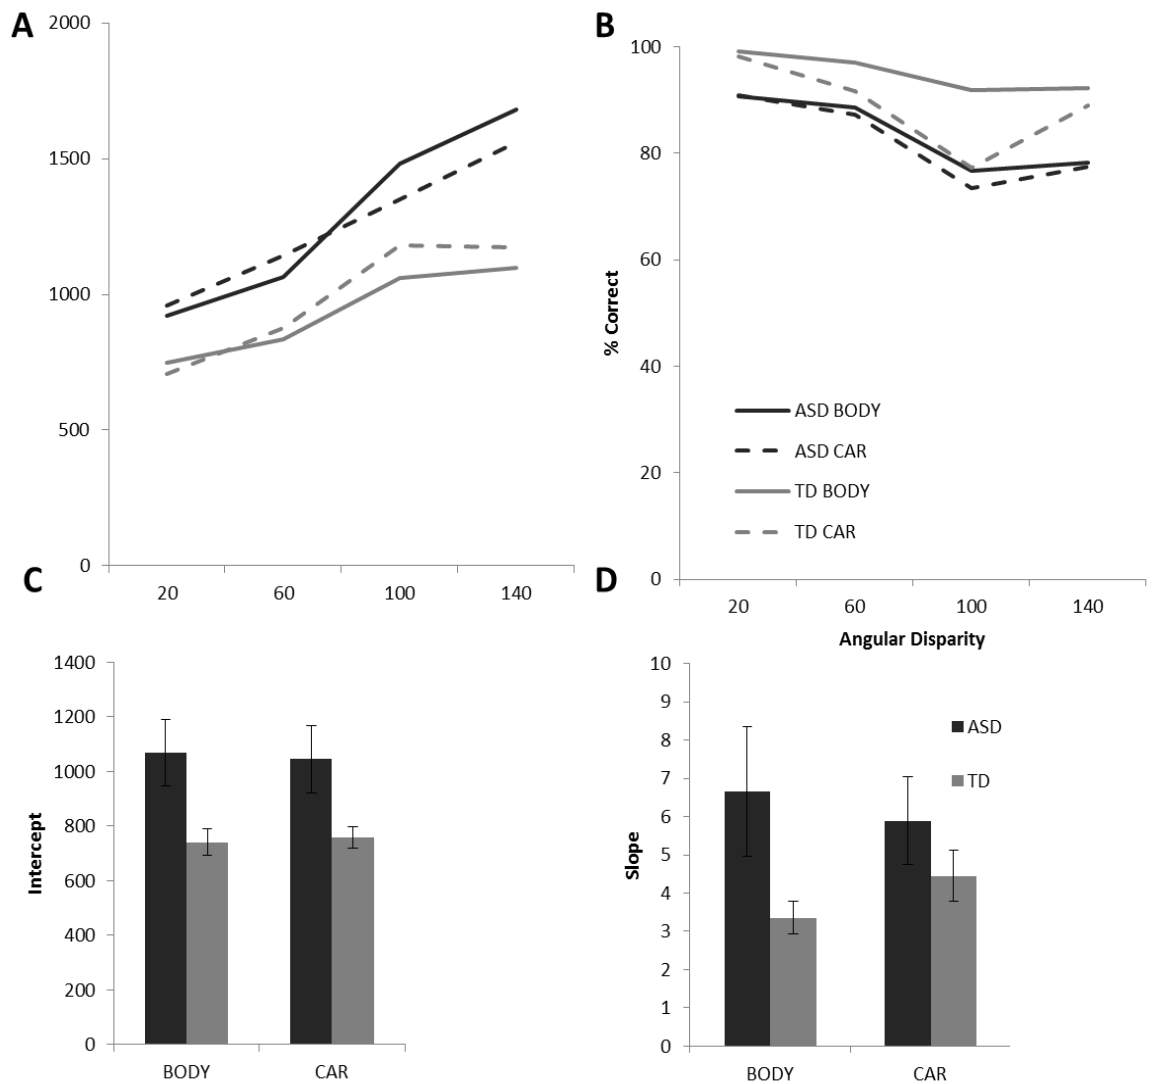 A
2000
1500
1000
500
0
20 60 100 140
B
100
80
60
40
20
0
% Correct
ASD BODY
ASD CAR
TD BODY
TD CAR
20 60 100 140
Angular Disparity
C
1400
1200
1000
800
600
400
200
0
Intercept
BODY CAR
D
10
9
8
7
6
5
4
3
2
1
0
Slope
ASD
TD
BODY CAR